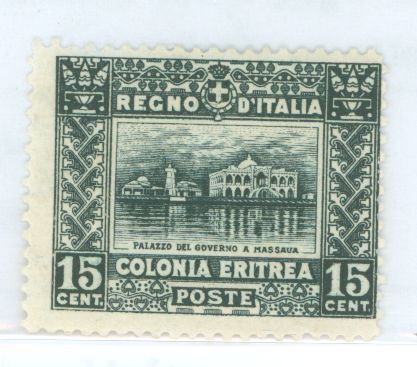 REGNO D'ITALIA
PALAZZO DEL GOVERNO A MASSAUA
15 COLONIA ERITREA 15
CENT. POSTE CENT.